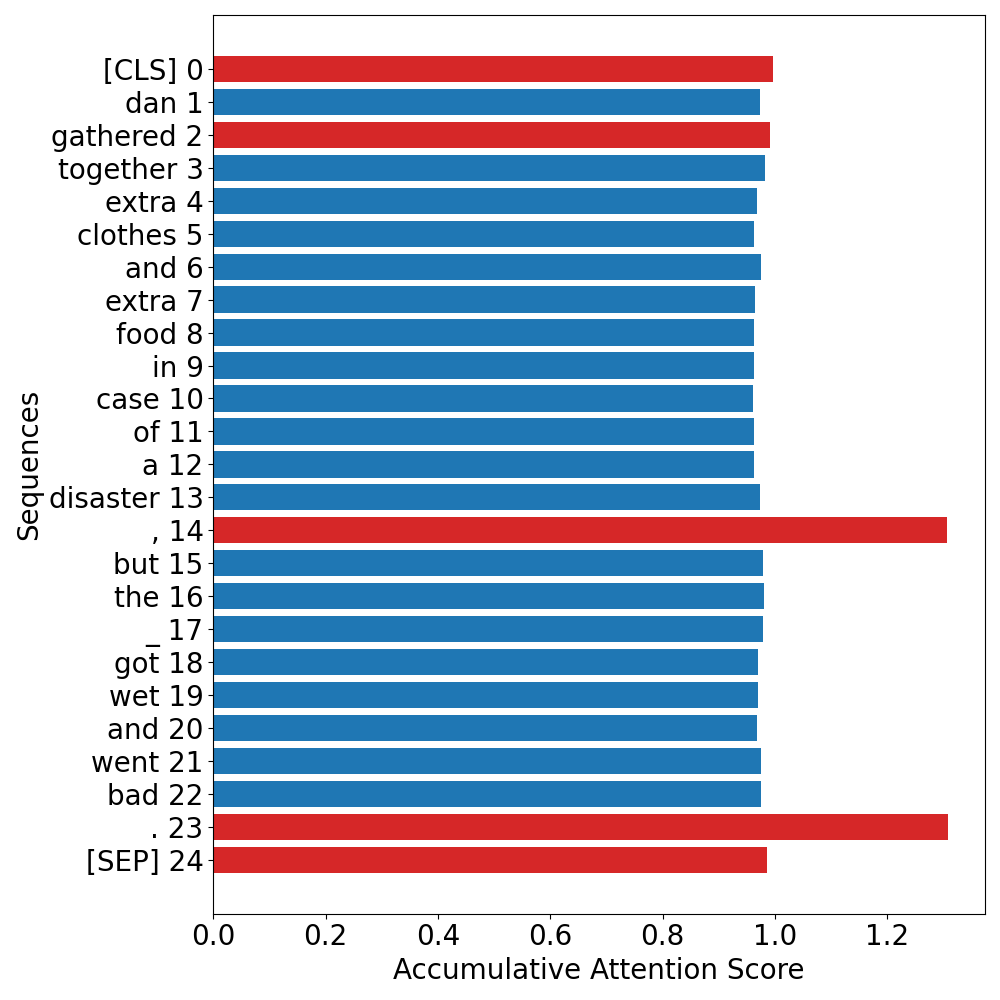 [CLS] 0
dan 1
gathered 2
together 3
extra 4
clothes 5
and 6
extra 7
food 8
in 9
case 10
of 11
a 12
disaster 13
, 14
but 15
the 16
_ 17
got 18
wet 19
and 20
went 21
bad 22
. 23
[SEP] 24
Sequences
0.0 0.2 0.4 0.6 0.8 1.0 1.2
Accumulative Attention Score